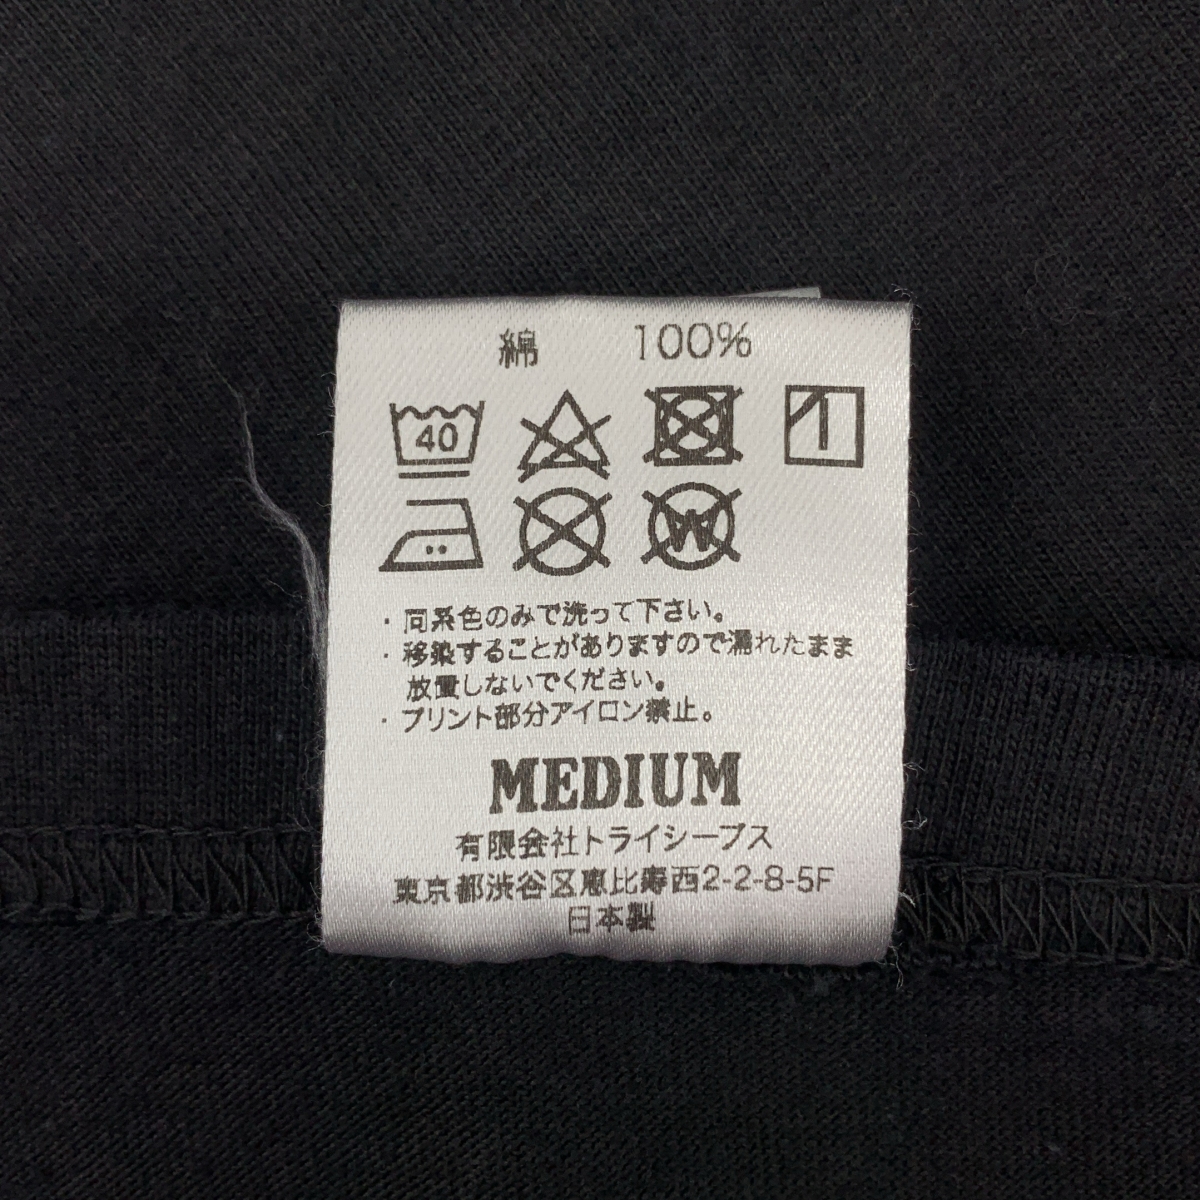 綿 100%
40
W
・同系色のみで洗って下さい。
・移染することがありますので濡れたまま
放置しないでください。
・プリント部分アイロン禁止。
MEDIUM
有限会社トライシープス
東京都渋谷区恵比寿西2-2-8-5F
日本製